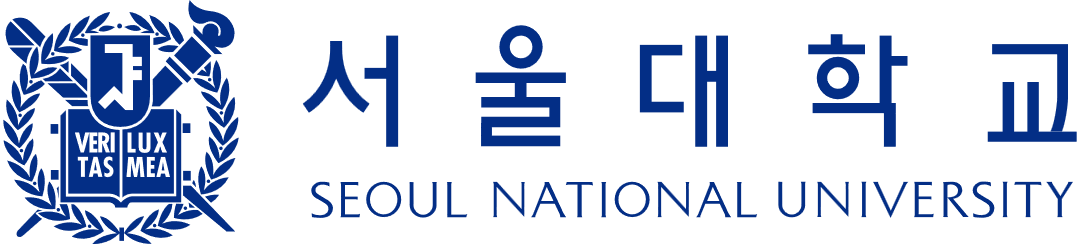 VERI LUX
TAS MEA
서울대학교
SEOUL NATIONAL UNIVERSITY